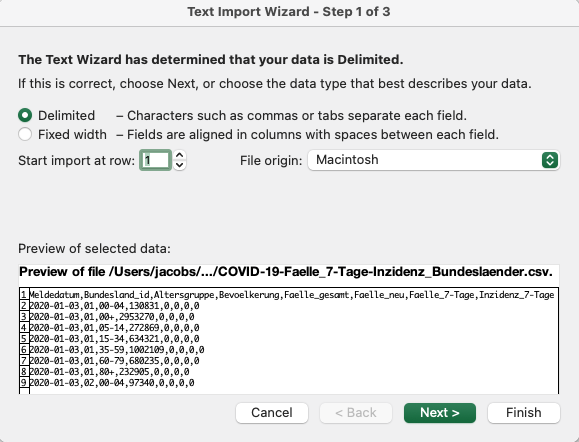 Text Import Wizard - Step 1 of 3
The Text Wizard has determined that your data is Delimited.
If this is correct, choose Next, or choose the data type that best describes your data.
Delimited – Characters such as commas or tabs separate each field.
Fixed width – Fields are aligned in columns with spaces between each field.
Start import at row: 1 File origin: Macintosh
Preview of selected data:
Preview of file /Users/jacobs/.../COVID-19-Faelle_7-Tage-Inzidenz_Bundeslaender.csv.
1 Meldedatum,Bundesland_id,Altersgruppe,Bevoelkerung,Faelle_gesamt,Faelle_neu,Faelle_7-Tage,Inzidenz_7-Tage
2 2020-01-03,01,00-04,130831,0,0,0,0
3 2020-01-03,01,00+,2953270,0,0,0,0
4 2020-01-03,01,05-14,272869,0,0,0,0
5 2020-01-03,01,15-34,634321,0,0,0,0
6 2020-01-03,01,35-59,1002109,0,0,0,0
7 2020-01-03,01,60-79,680235,0,0,0,0
8 2020-01-03,01,80+,232905,0,0,0,0
9 2020-01-03,02,00-04,97340,0,0,0,0
Cancel < Back Next > Finish